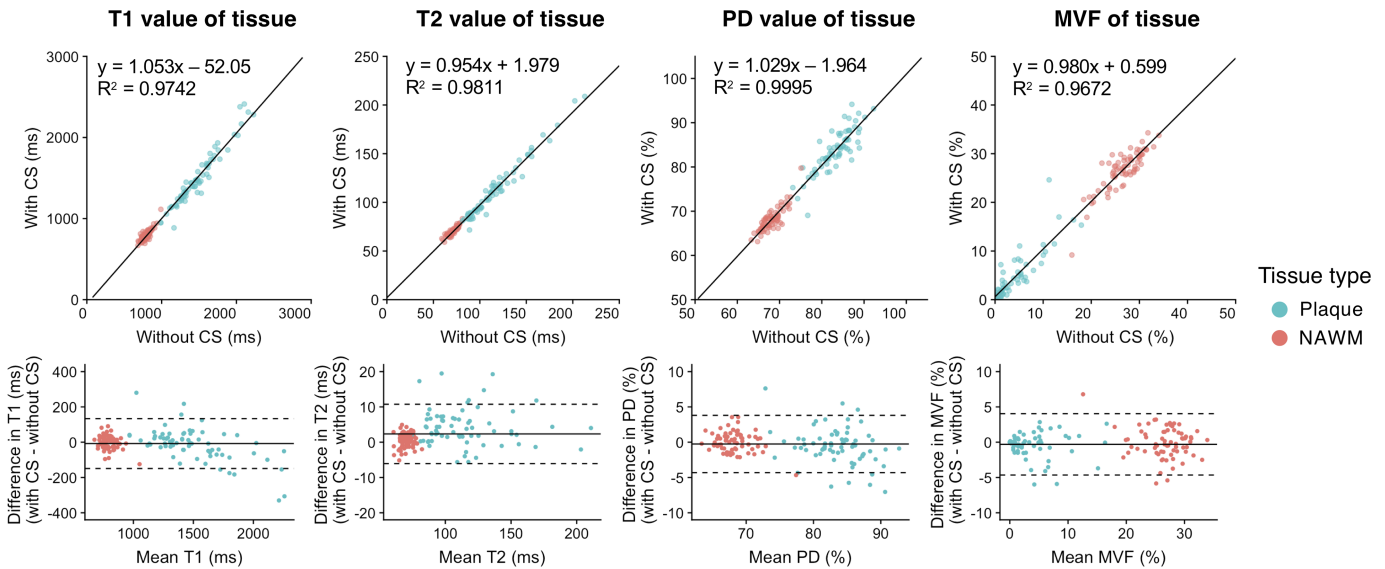 T1 value of tissue
T2 value of tissue
PD value of tissue
MVF of tissue
y = 1.053x – 52.05
R² = 0.9742
With CS (ms)
3000
2000
1000
0
0 1000 2000 3000
Without CS (ms)
y = 0.954x + 1.979
R² = 0.9811
With CS (ms)
250
200
150
100
50
0
0 50 100 150 200 250
Without CS (ms)
y = 1.029x – 1.964
R² = 0.9995
With CS (%)
100
90
80
70
60
50
50 60 70 80 90 100
Without CS (%)
y = 0.980x + 0.599
R² = 0.9672
With CS (%)
50
40
30
20
10
0
0 10 20 30 40 50
Without CS (%)
Tissue type
Plaque
NAWM
Difference in T1 (ms)
(with CS - without CS)
400
200
0
-200
-400
1000 1500 2000
Mean T1 (ms)
Difference in T2 (ms)
(with CS - without CS)
20
10
0
-10
-20
100 150 200
Mean T2 (ms)
Difference in PD (%)
(with CS - without CS)
10
5
0
-5
-10
70 80 90
Mean PD (%)
Difference in MVF (%)
(with CS - without CS)
10
5
0
-5
-10
0 10 20 30
Mean MVF (%)